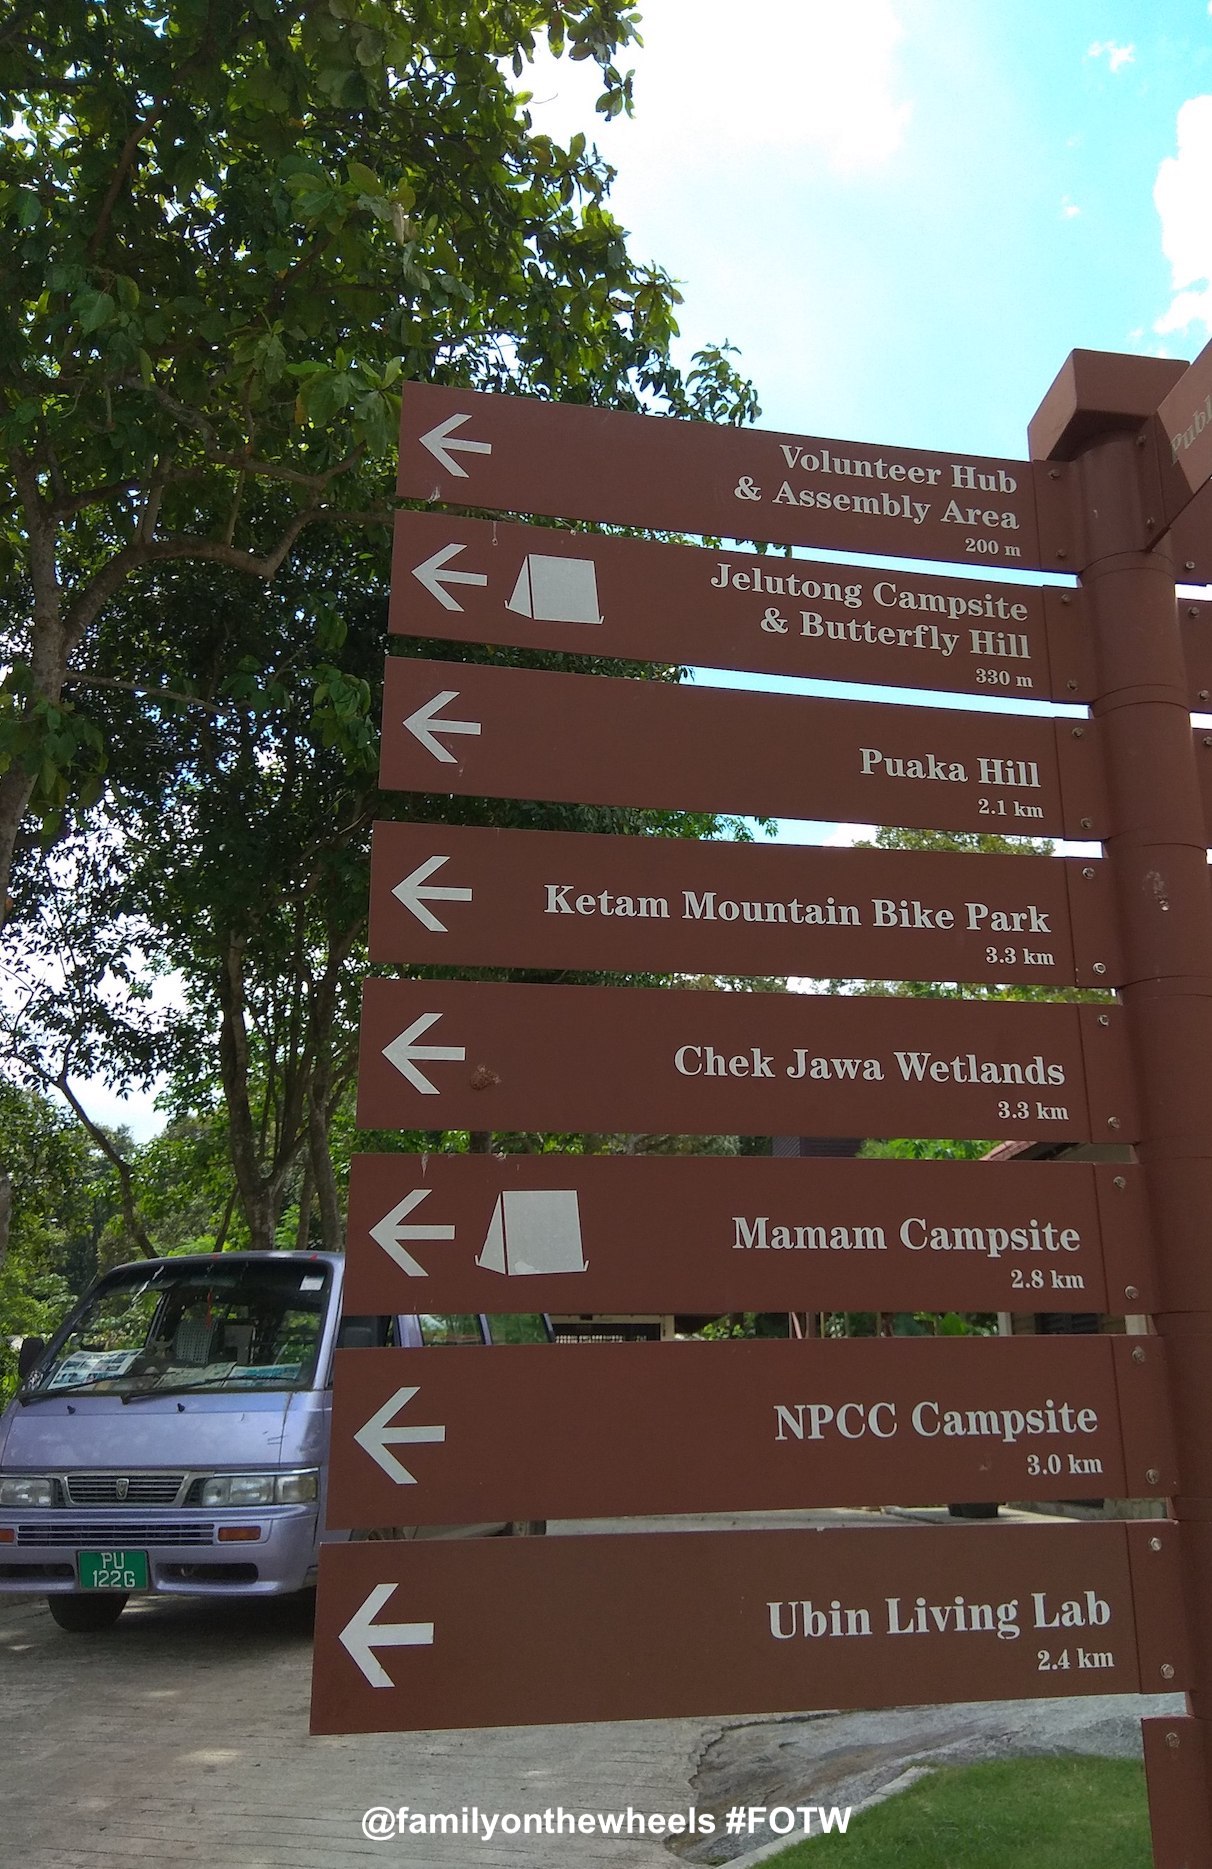 Volunteer Hub
& Assembly Area
200 m
Jelutong Campsite
& Butterfly Hill
330 m
Puaka Hill
2.1 km
Ketam Mountain Bike Park
3.3 km
Chek Jawa Wetlands
3.3 km
Mamam Campsite
2.8 km
NPCC Campsite
3.0 km
Ubin Living Lab
2.4 km
PU
122G
@familyonthewheels #FOTW